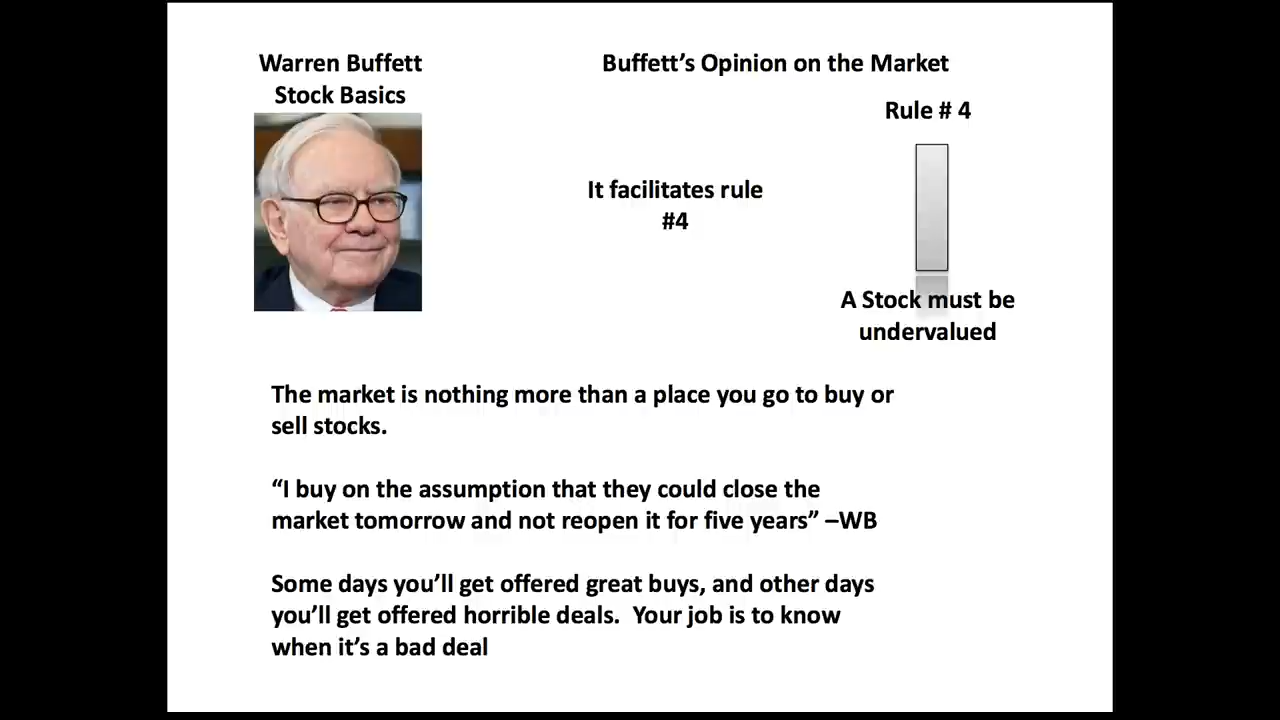 Warren Buffett
Stock Basics
Buffett’s Opinion on the Market
Rule # 4
It facilitates rule
#4
A Stock must be
undervalued
The market is nothing more than a place you go to buy or
sell stocks.
“I buy on the assumption that they could close the
market tomorrow and not reopen it for five years” –WB
Some days you’ll get offered great buys, and other days
you’ll get offered horrible deals.  Your job is to know
when it’s a bad deal